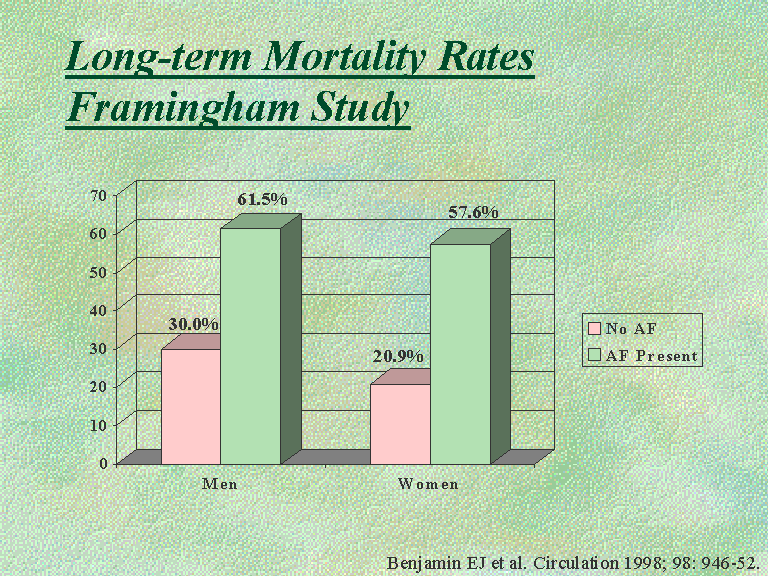 Long-term Mortality Rates
Framingham Study
70
60
50
40
30
20
10
0
61.5%
57.6%
30.0%
20.9%
Men
Women
No AF
AF Present
Benjamin EJ et al. Circulation 1998; 98: 946-52.